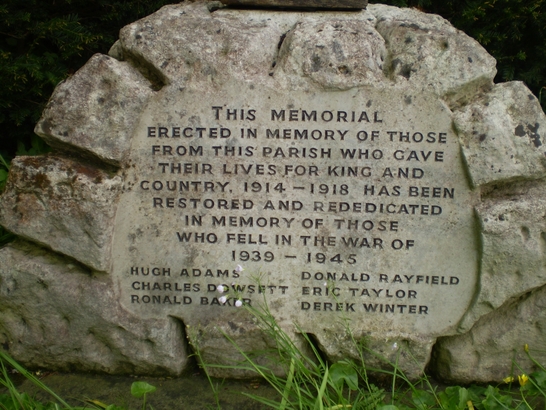 THIS MEMORIAL
ERECTED IN MEMORY OF THOSE
FROM THIS PARISH WHO GAVE
THEIR LIVES FOR KING AND
COUNTRY, 1914 – 1918 HAS BEEN
RESTORED AND REDEDICATED
IN MEMORY OF THOSE
WHO FELL IN THE WAR OF
1939 – 1945
HUGH ADAMS DONALD RAYFIELD
CHARLES DOWSETT ERIC TAYLOR
RONALD BAKER DEREK WINTER